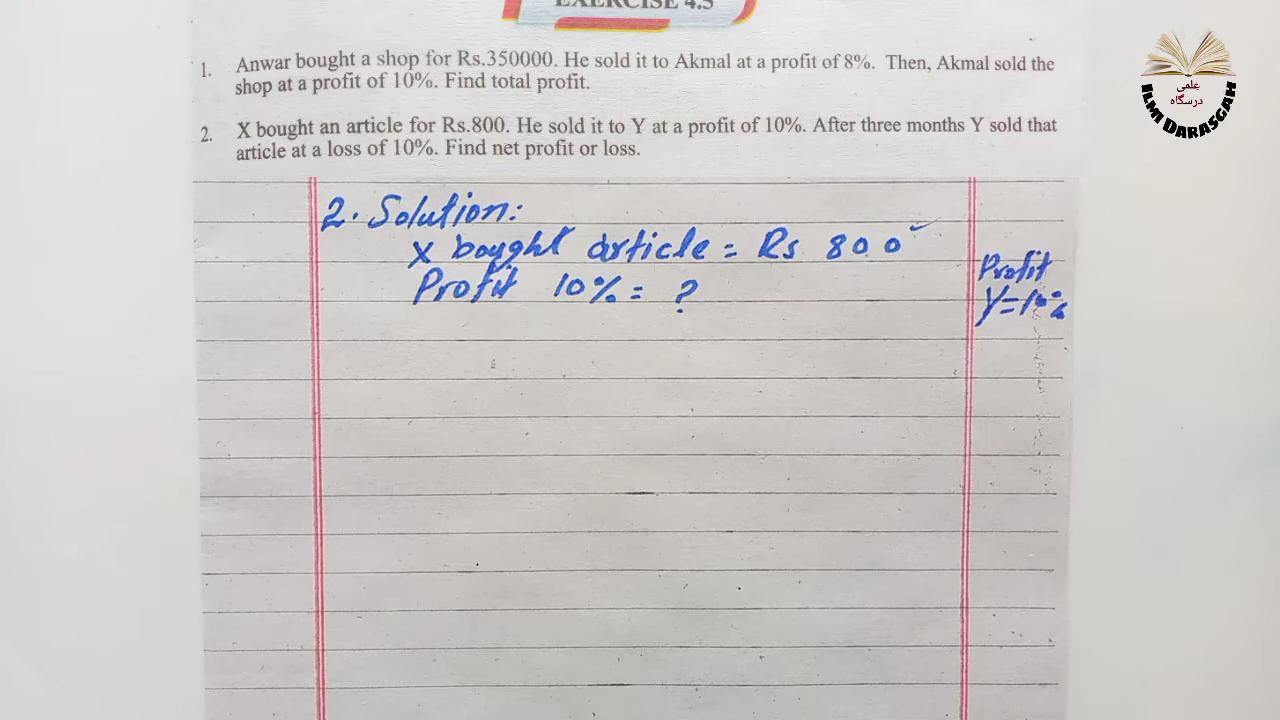 EXERCISE 4.5
1. Anwar bought a shop for Rs.350000. He sold it to Akmal at a profit of 8%. Then, Akmal sold the
shop at a profit of 10%. Find total profit.
2. X bought an article for Rs.800. He sold it to Y at a profit of 10%. After three months Y sold that
article at a loss of 10%. Find net profit or loss.
علمی
درسگاہ
ILMI DARASGAH
2. Solution:
X bought article = Rs 800
Profit 10% = ?
Profit
Y=10%